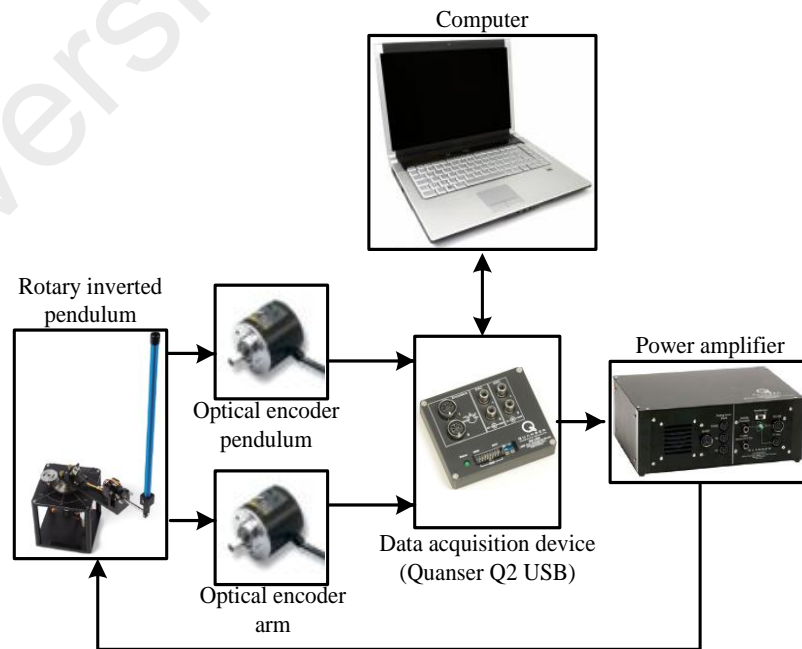 Computer
Rotary inverted
pendulum
Optical encoder
pendulum
Power amplifier
Data acquisition device
(Quanser Q2 USB)
Optical encoder
arm